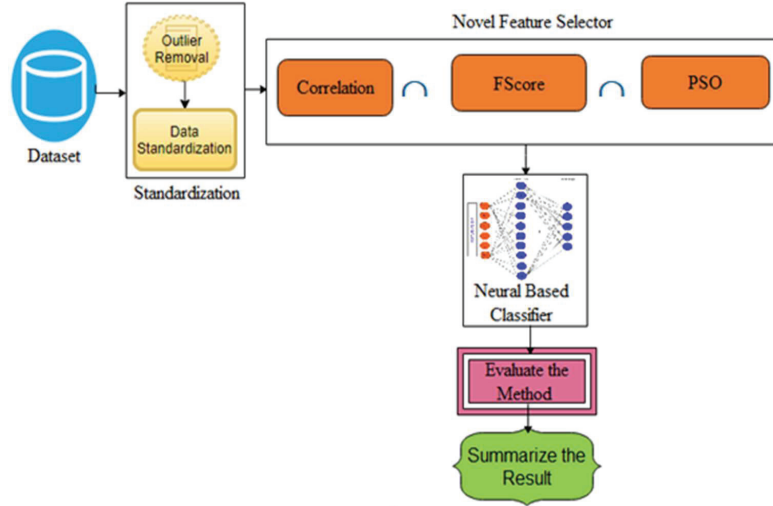 Novel Feature Selector
Outlier
Removal
Correlation
∩
FScore
∩
PSO
Data
Standardization
Dataset
Standardization
Neural Based
Classifier
Evaluate the
Method
Summarize the
Result